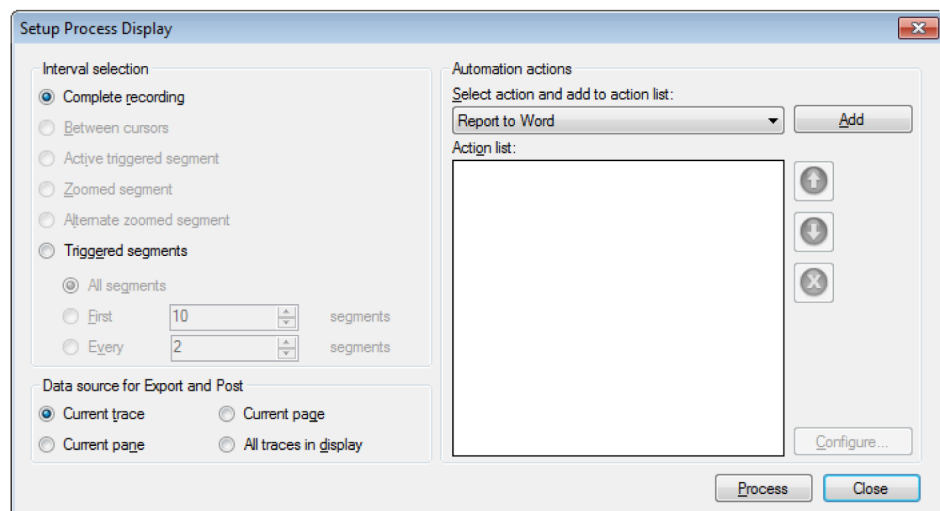 Setup Process Display
Interval selection
Complete recording
Between cursors
Active triggered segment
Zoomed segment
Alternate zoomed segment
Triggered segments
All segments
First 10 segments
Every 2 segments
Data source for Export and Post
Current trace
Current page
Current pane
All traces in display
Automation actions
Select action and add to action list:
Report to Word
Add
Action list:
Configure...
Process
Close